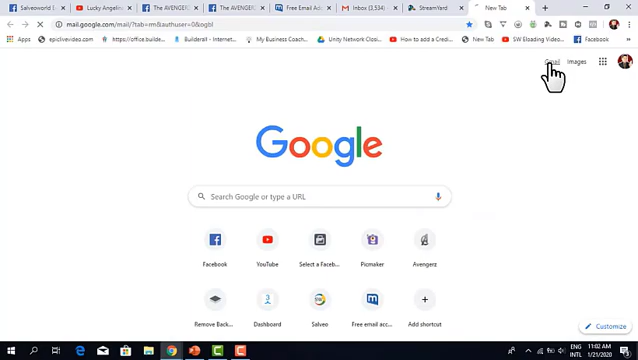 Salveoworld E
Lucky Angeline
The AVENGER:
The AVENGER:
Free Email Ad
Inbox (3,534)
StreamYard
New Tab
mail.google.com/mail/?tab=rm&authuser=0&ogbl
Apps epiclivevideo.com https://office.builde... Builderall - Internet... My Business Coach... Unity Network Clos... How to add a Credi... New Tab SW ELoading Video... Facebook
Gmail Images
Google
Search Google or type a URL
Facebook YouTube Select a Faceb... Picmaker Avengerz
Remove Back... Dashboard Salveo Free email acc... Add shortcut
Customize
ENG 11:02 AM
INTL 1/21/2020